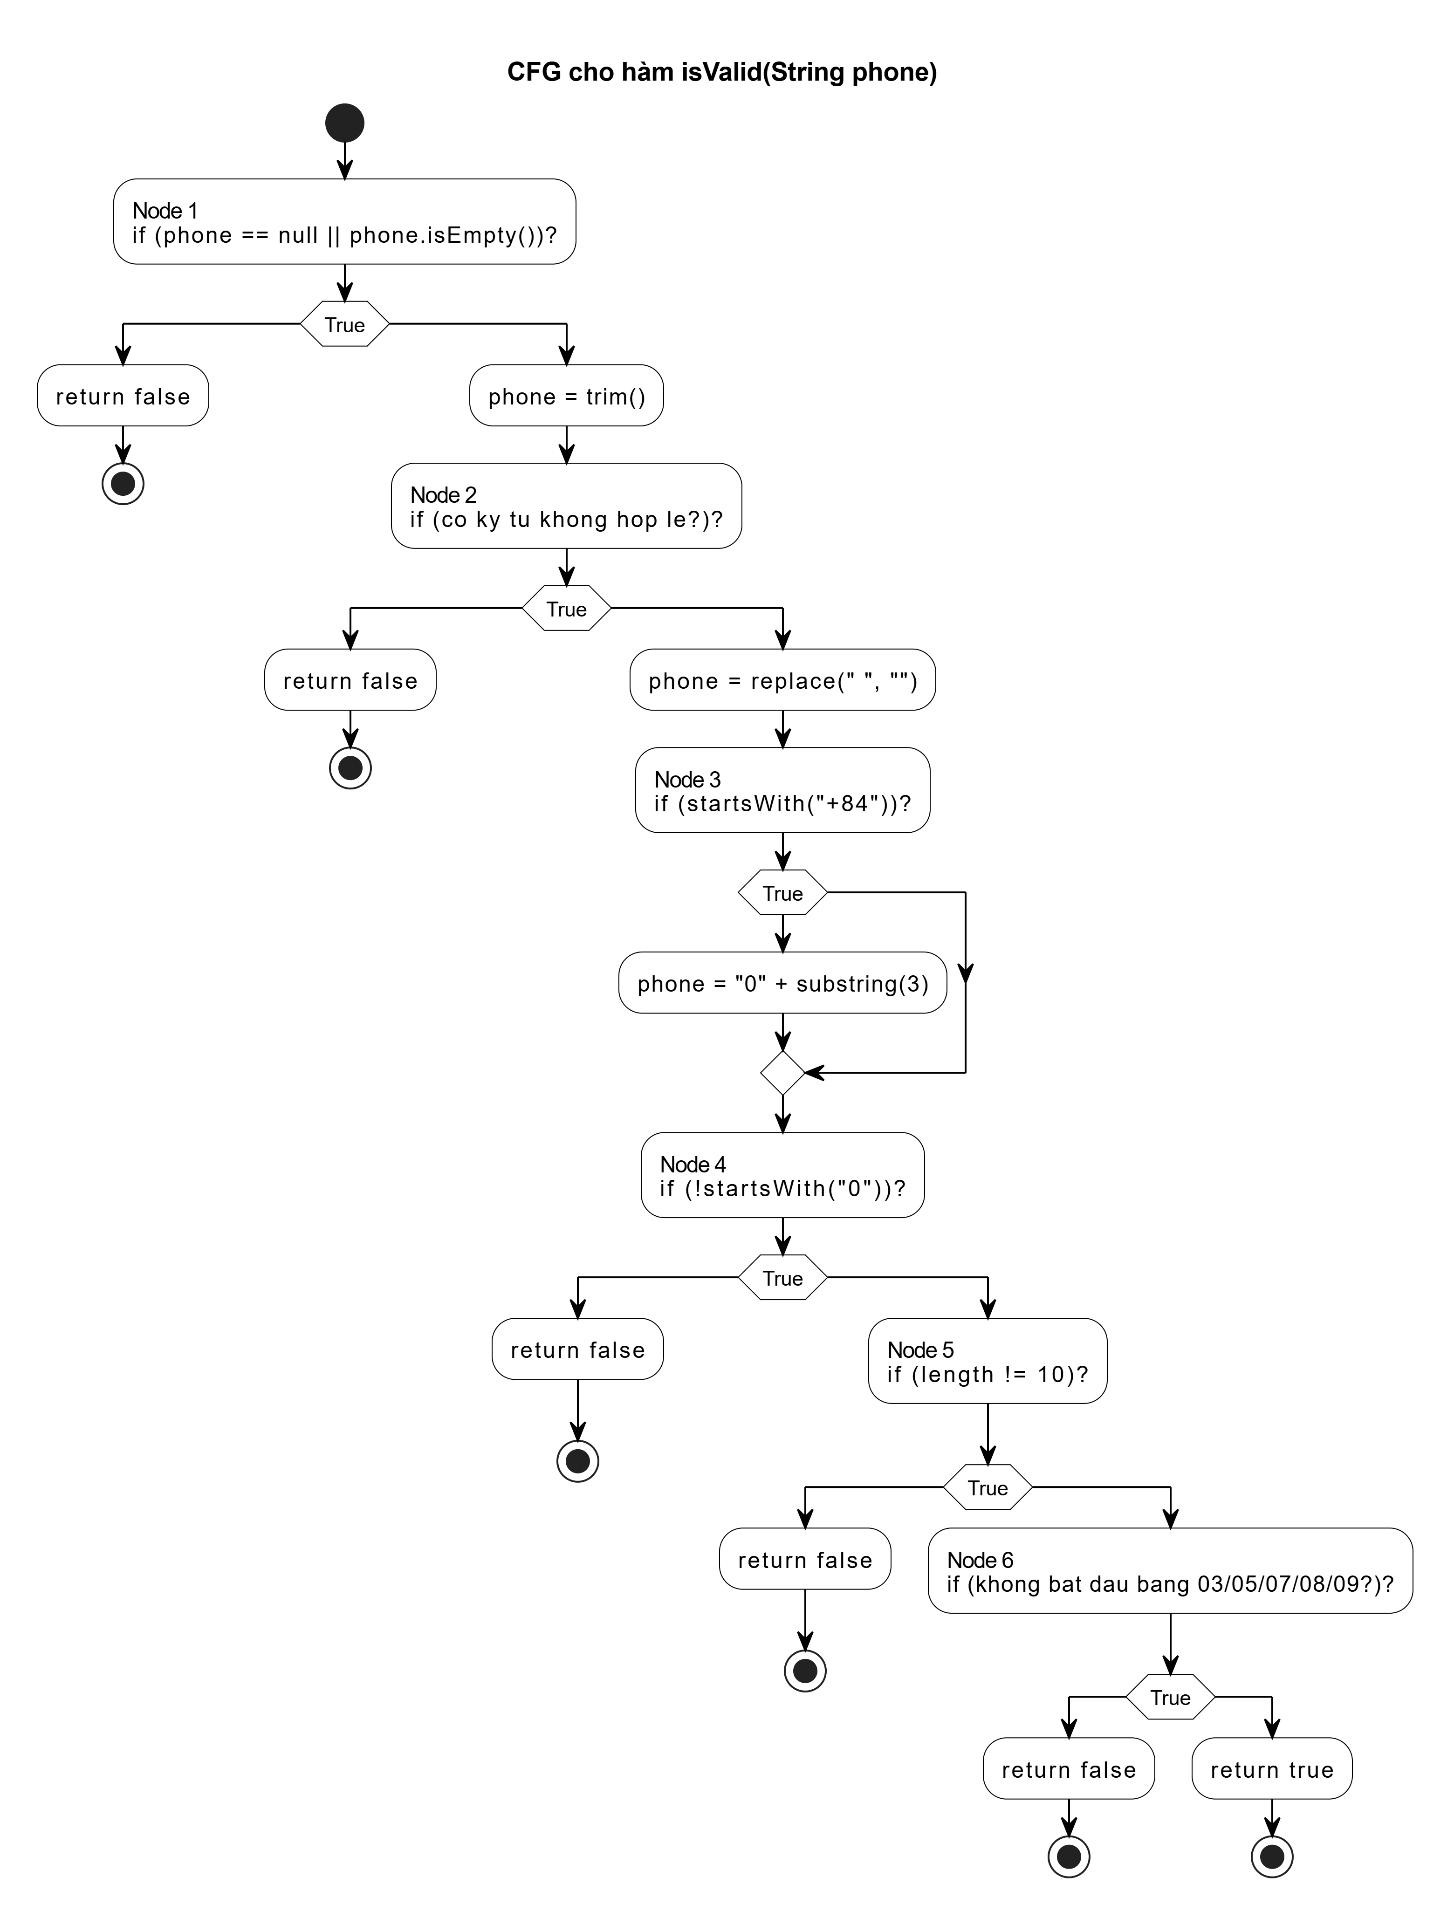 CFG cho hàm isValid(String phone)
Node 1
if (phone == null || phone.isEmpty())?
True
return false
phone = trim()
Node 2
if (co ky tu khong hop le?)?
True
return false
phone = replace(" ", "")
Node 3
if (startsWith("+84"))?
True
phone = "0" + substring(3)
Node 4
if (!startsWith("0"))?
True
return false
Node 5
if (length != 10)?
True
return false
Node 6
if (khong bat dau bang 03/05/07/08/09?)?
True
return false
return true